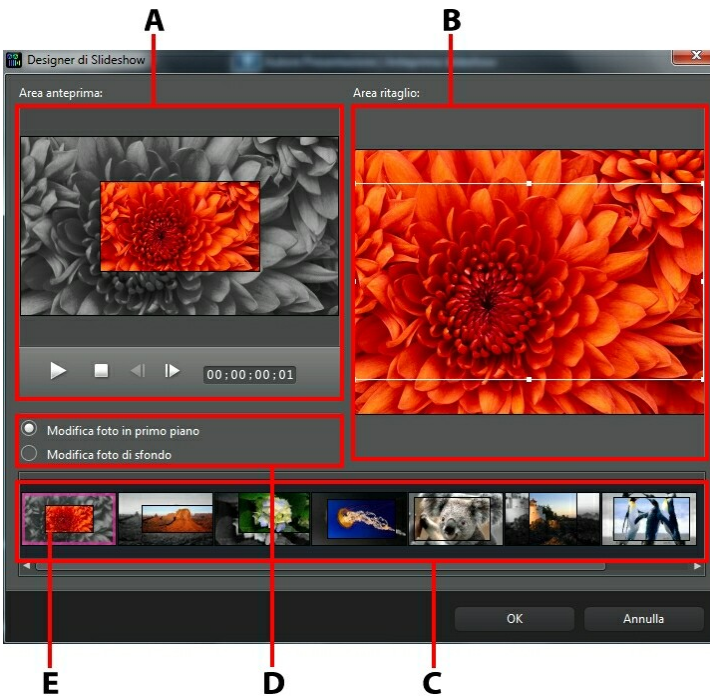 A
B
Designer di Slideshow
Area anteprima:
Area ritaglio:
00;00;00;01
Modifica foto in primo piano
Modifica foto di sfondo
OK
Annulla
E
D
C